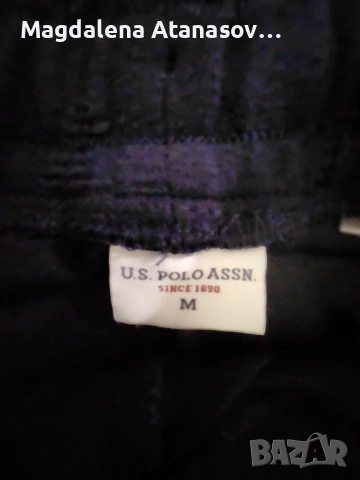 Magdalena Atanasov...
U.S. POLO ASSN.
SINCE 1890
M
BAZAR